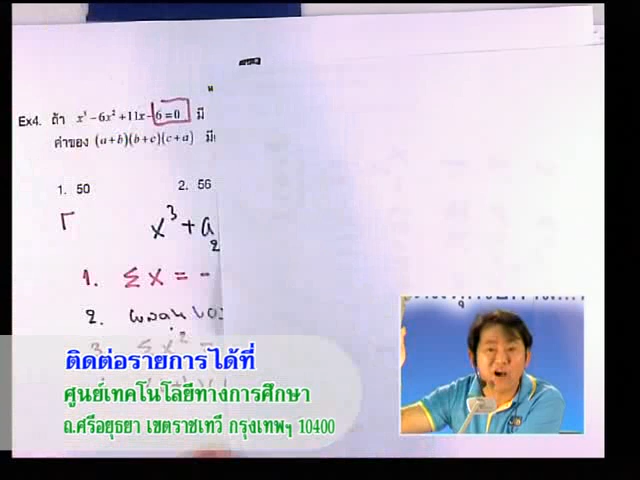 Ex4. ถ้า x³ − 6x² + 11x − 6 = 0 มี
ค่าของ (a+b)(b+c)(c+a) มี
1. 50 2. 56
x³ + a₂
1. Σx = −
2.
3. Σx² =
ติดต่อรายการได้ที่
ศูนย์เทคโนโลยีทางการศึกษา
ถ.ศรีอยุธยา เขตราชเทวี กรุงเทพฯ 10400